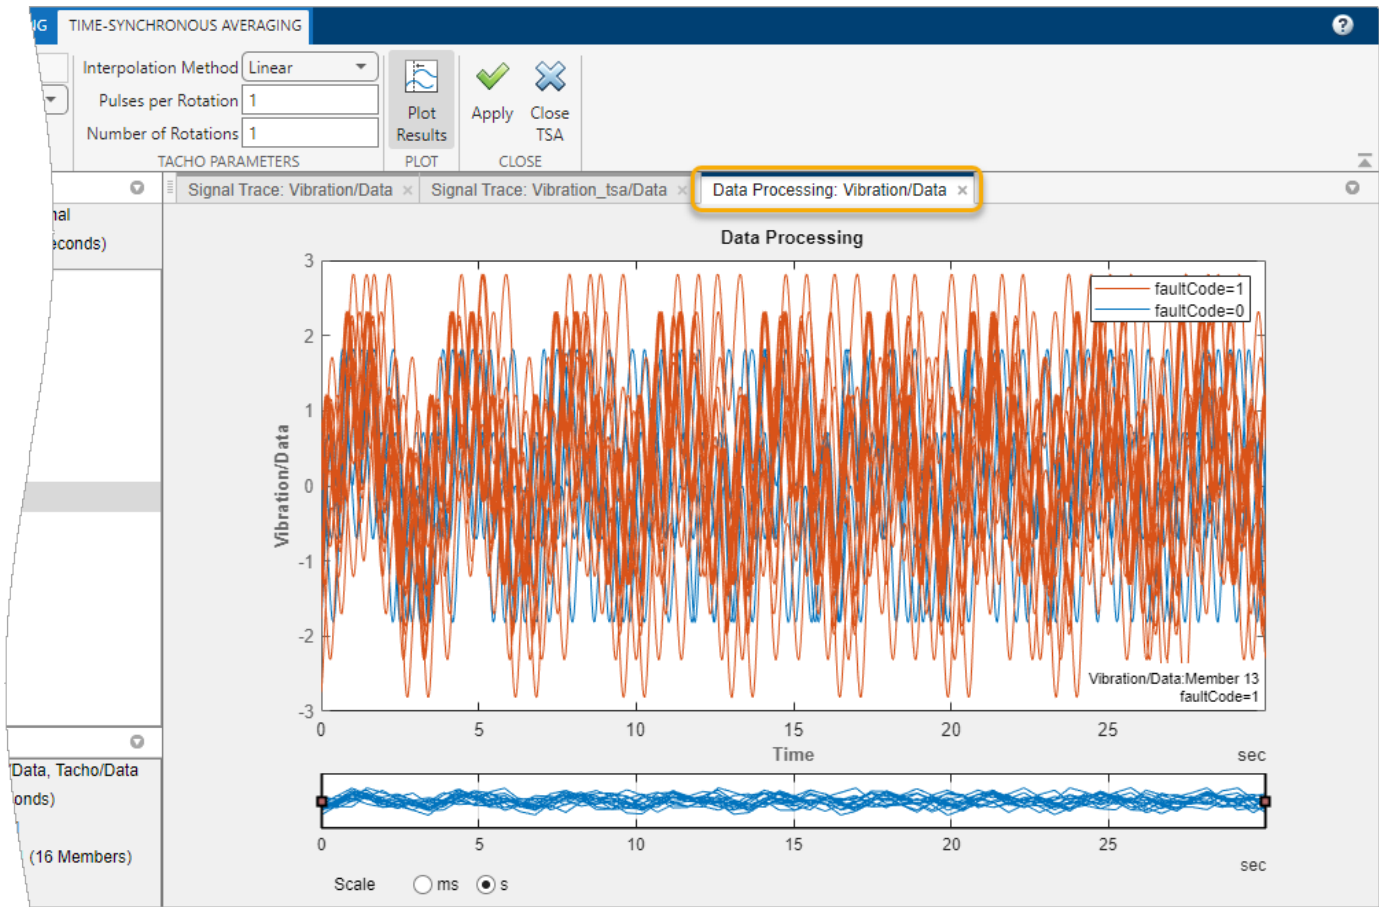 TIME-SYNCHRONOUS AVERAGING
?
Interpolation Method Linear
Pulses per Rotation 1
Number of Rotations 1
TACHO PARAMETERS
Plot
Results
PLOT
Apply
Close
TSA
CLOSE
Signal Trace: Vibration/Data
Signal Trace: Vibration_tsa/Data
Data Processing: Vibration/Data
Data Processing
3
2
1
0
-1
-2
-3
Vibration/Data
faultCode=1
faultCode=0
Vibration/Data:Member 13
faultCode=1
0 5 10 15 20 25
Time
sec
0 5 10 15 20 25
sec
Scale ms s
Data, Tacho/Data
onds)
(16 Members)